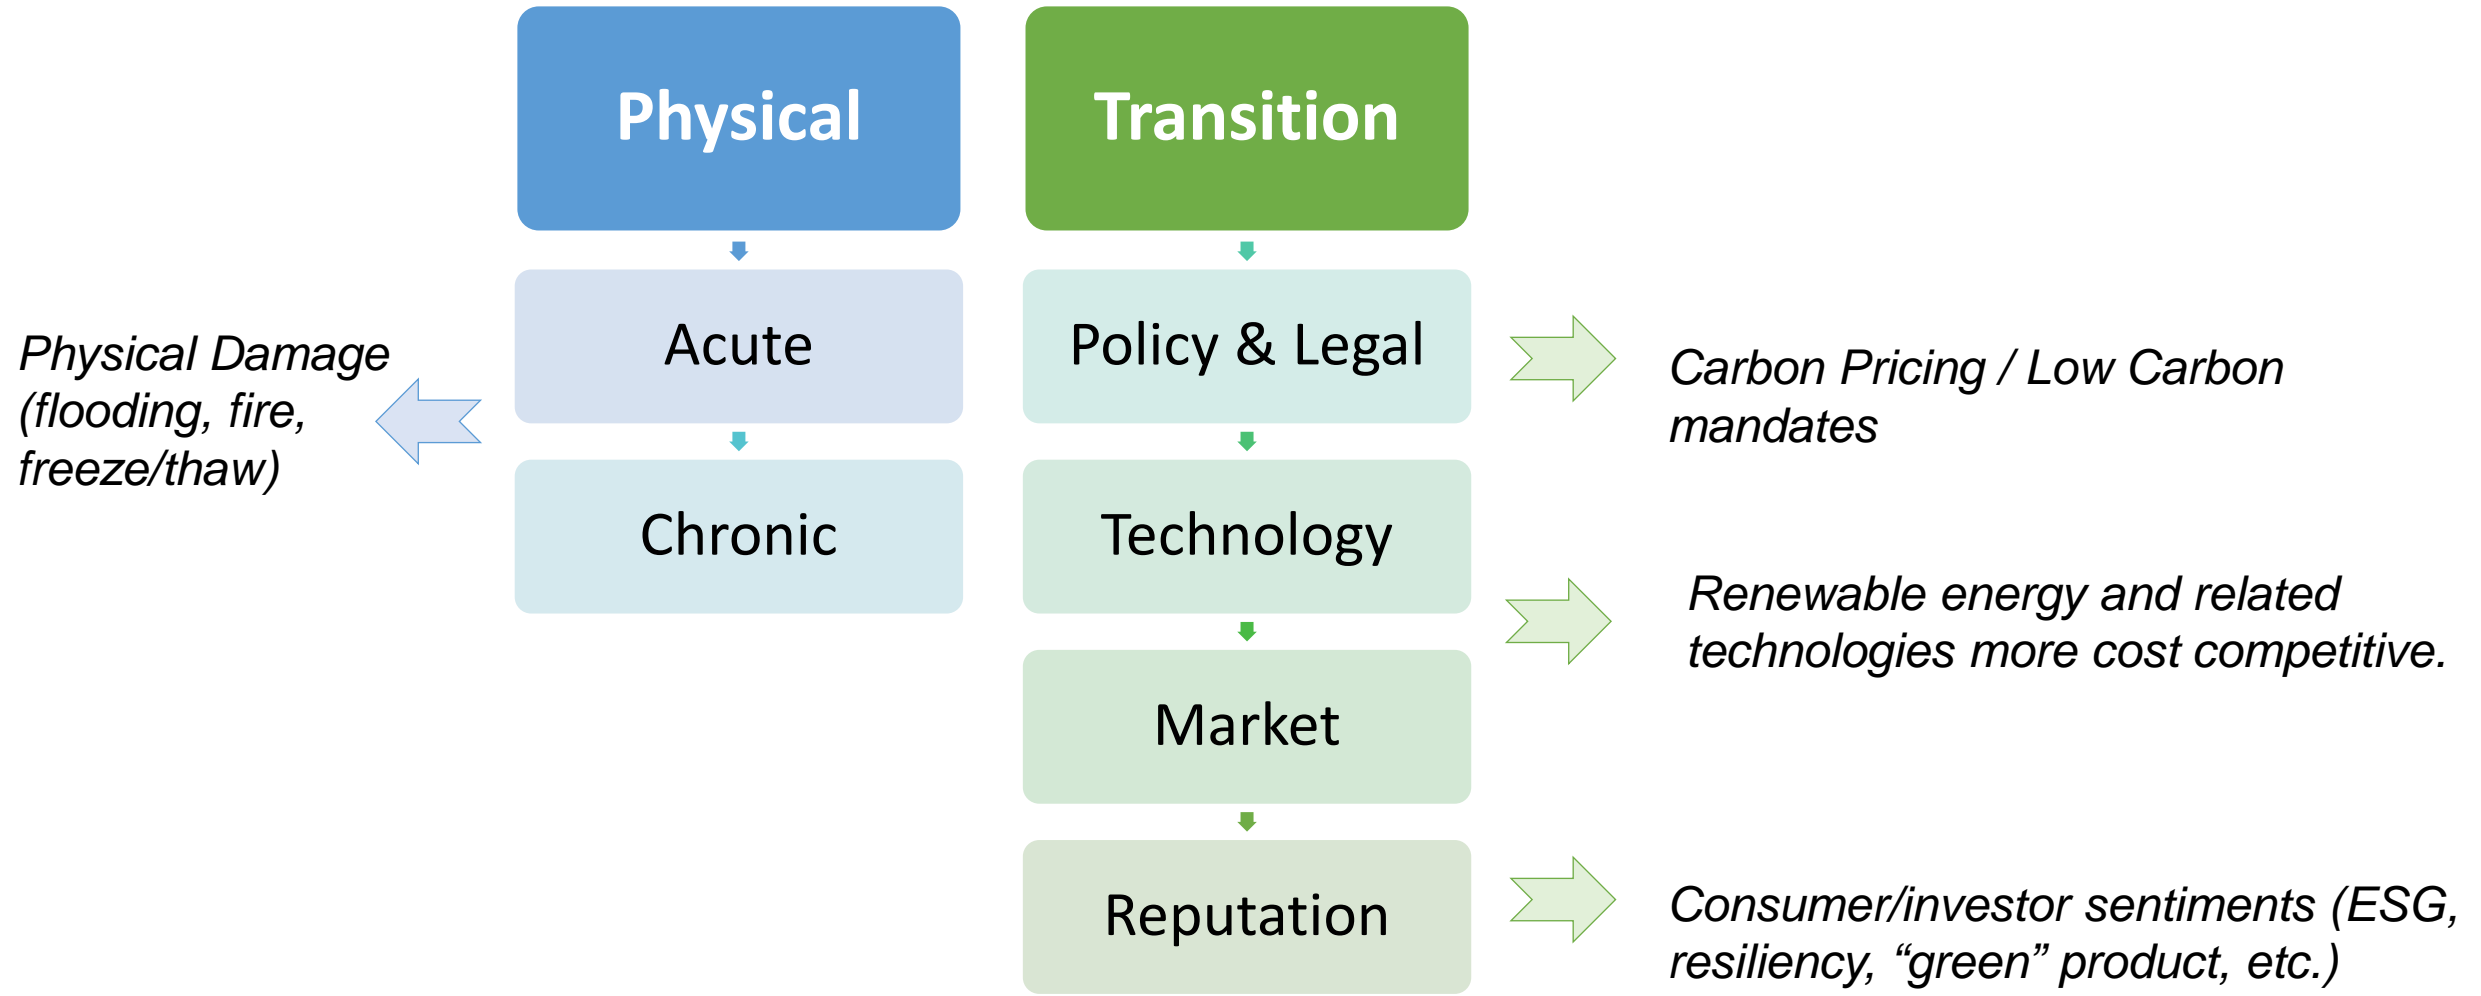 Physical
Transition
Acute
Policy & Legal
Physical Damage
(flooding, fire,
freeze/thaw)
Carbon Pricing / Low Carbon
mandates
Chronic
Technology
Renewable energy and related
technologies more cost competitive.
Market
Reputation
Consumer/investor sentiments (ESG,
resiliency, “green” product, etc.)